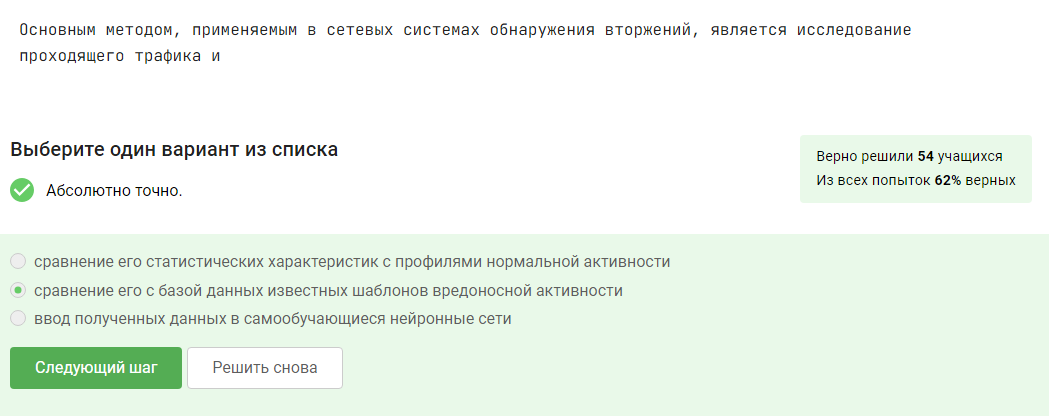 Основным методом, применяемым в сетевых системах обнаружения вторжений, является исследование
проходящего трафика и
Выберите один вариант из списка
Абсолютно точно.
Верно решили 54 учащихся
Из всех попыток 62% верных
сравнение его статистических характеристик с профилями нормальной активности
сравнение его с базой данных известных шаблонов вредоносной активности
ввод полученных данных в самообучающиеся нейронные сети
Следующий шаг
Решить снова